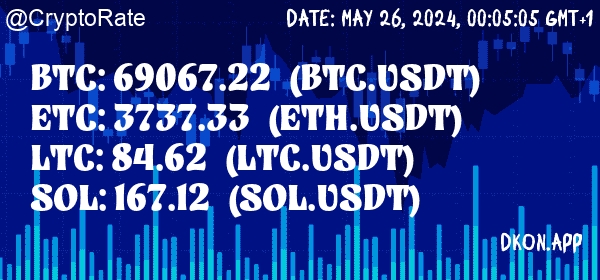 @CryptoRate
DATE: MAY 26, 2024, 00:05:05 GMT+1
BTC: 69067.22 (BTC.USDT)
ETC: 3737.33 (ETH.USDT)
LTC: 84.62 (LTC.USDT)
SOL: 167.12 (SOL.USDT)
DKON.APP